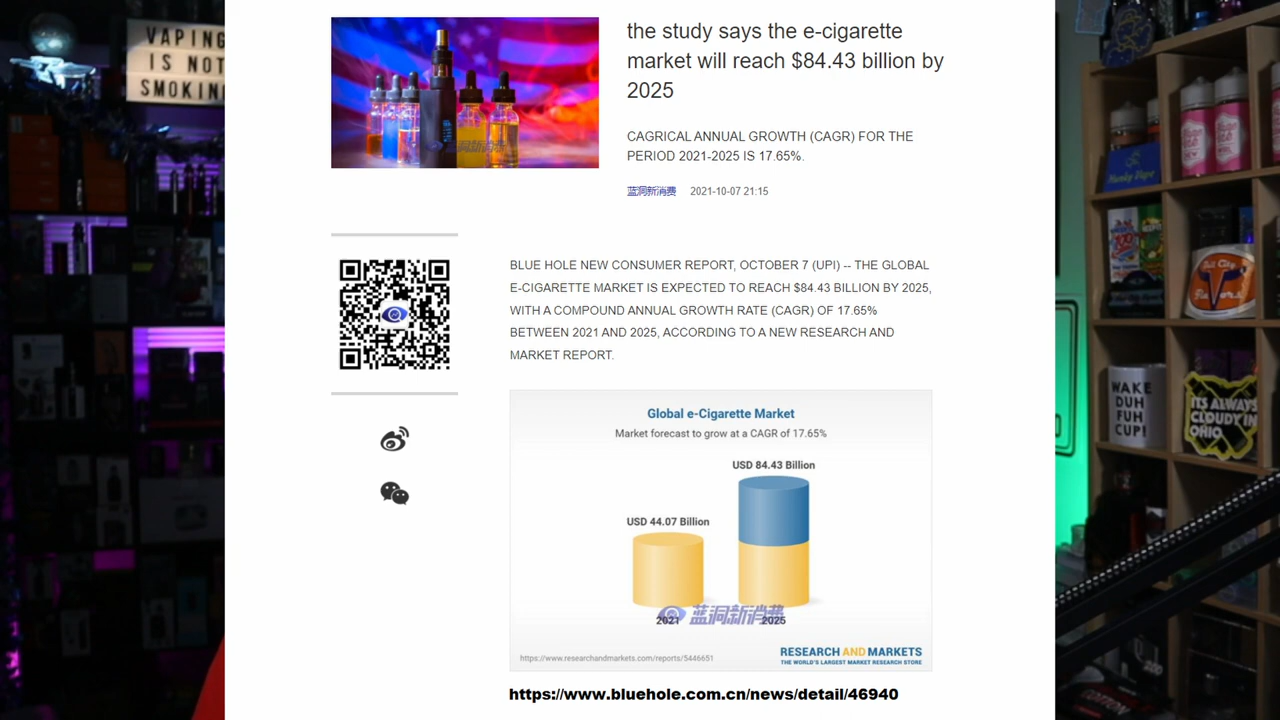 VAPING
IS NOT
SMOKING
the study says the e-cigarette
market will reach $84.43 billion by
2025
CAGRICAL ANNUAL GROWTH (CAGR) FOR THE
PERIOD 2021-2025 IS 17.65%.
蓝洞新消费 2021-10-07 21:15
蓝洞新消费
BLUE HOLE NEW CONSUMER REPORT, OCTOBER 7 (UPI) -- THE GLOBAL
E-CIGARETTE MARKET IS EXPECTED TO REACH $84.43 BILLION BY 2025,
WITH A COMPOUND ANNUAL GROWTH RATE (CAGR) OF 17.65%
BETWEEN 2021 AND 2025, ACCORDING TO A NEW RESEARCH AND
MARKET REPORT.
Global e-Cigarette Market
Market forecast to grow at a CAGR of 17.65%
USD 84.43 Billion
USD 44.07 Billion
蓝洞新消费
2021 2025
https://www.researchandmarkets.com/reports/5446651
RESEARCH AND MARKETS
THE WORLD'S LARGEST MARKET RESEARCH STORE
https://www.bluehole.com.cn/news/detail/46940
WAKE
DUH
FUH
CUP!
ITS ALWAYS
CLOUDY IN
OHIO
COTTON